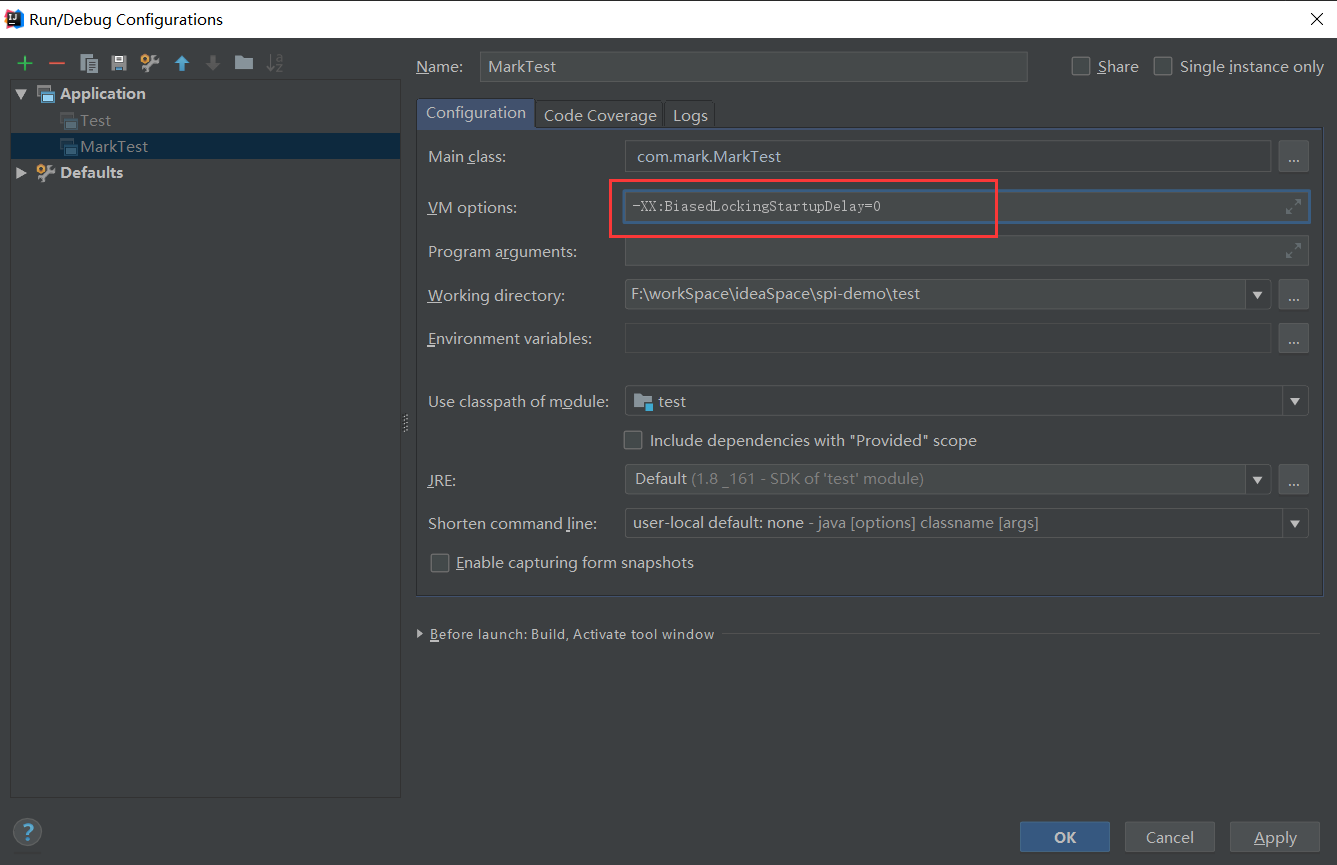 Run/Debug Configurations
Name: MarkTest Share Single instance only
Application
Test
MarkTest
Defaults
Configuration Code Coverage Logs
Main class: com.mark.MarkTest ...
VM options: -XX:BiasedLockingStartupDelay=0
Program arguments:
Working directory: F:\workSpace\ideaSpace\spi-demo\test ...
Environment variables: ...
Use classpath of module: test
Include dependencies with "Provided" scope
JRE: Default (1.8 _161 - SDK of 'test' module) ...
Shorten command line: user-local default: none - java [options] classname [args]
Enable capturing form snapshots
Before launch: Build, Activate tool window
? OK Cancel Apply